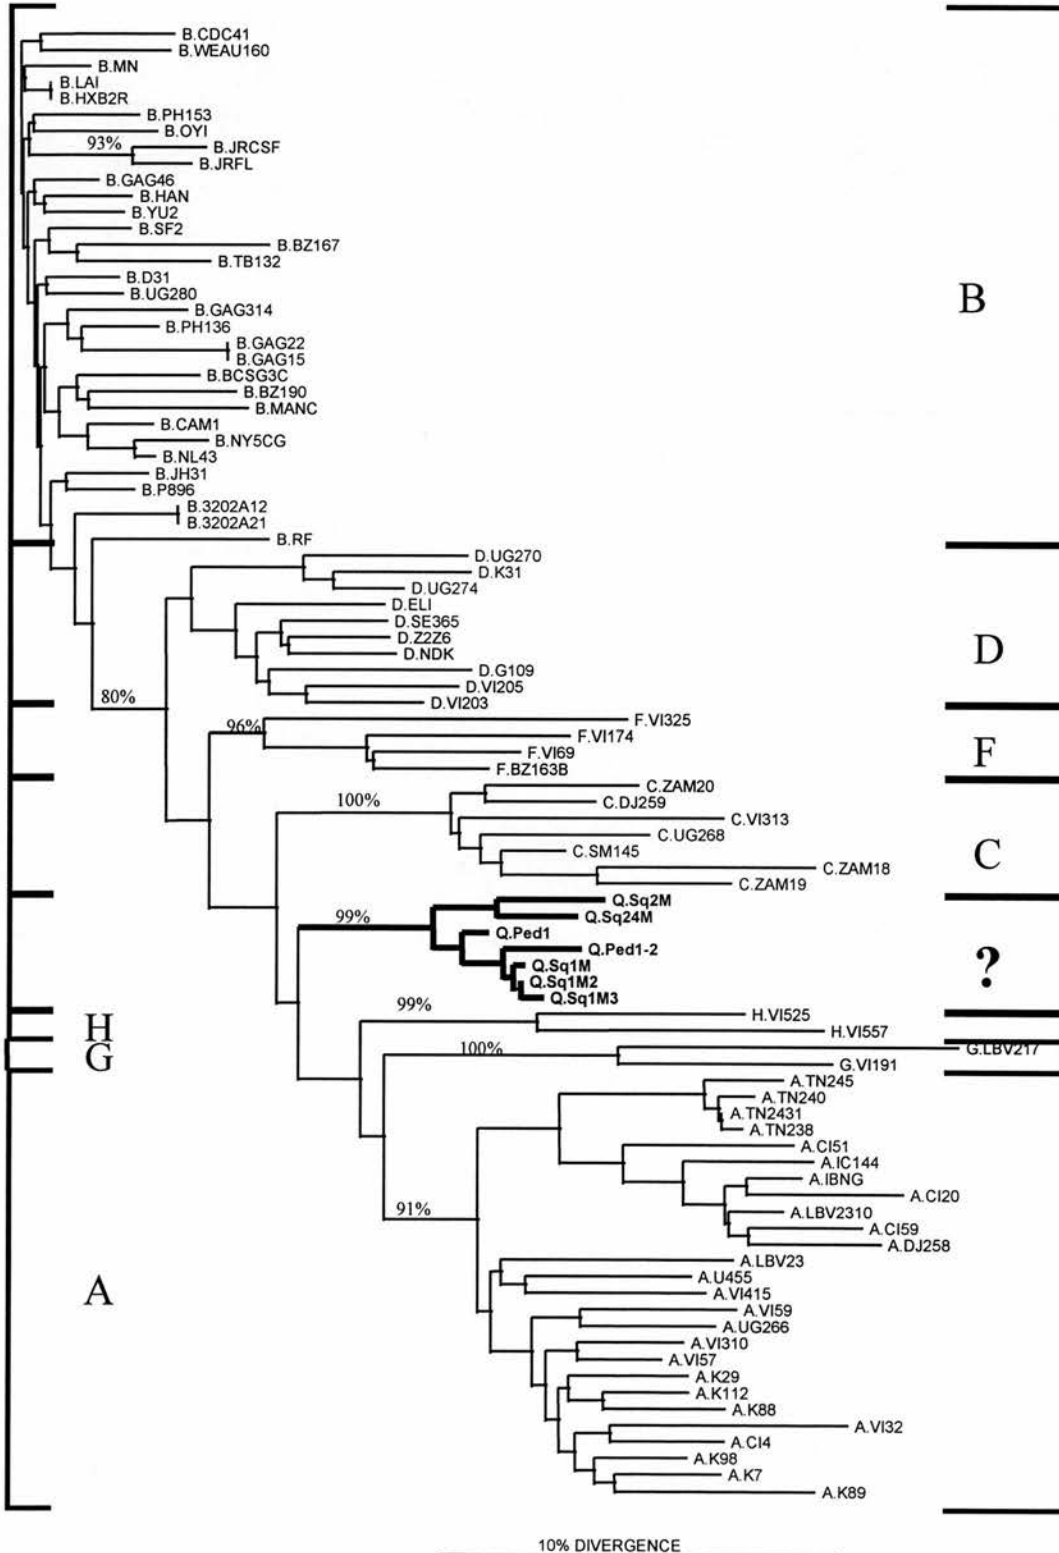 B.CDC41
B.WEAU160
B.MN
B.LAI
B.HXB2R
B.PH153
B.OYI
93%
B.JRCSF
B.JRFL
B.GAG46
B.HAN
B.YU2
B.SF2
B.BZ167
B.TB132
B.D31
B.UG280
B
B.GAG314
B.PH136
B.GAG22
B.GAG15
B.BCSG3C
B.BZ190
B.MANC
B.CAM1
B.NY5CG
B.NL43
B.JH31
B.P896
B.3202A12
B.3202A21
B.RF
D.UG270
D.K31
D.UG274
D.ELI
D.SE365
D.Z2Z6
D
D.NDK
D.G109
D.VI205
80%
D.VI203
F.VI325
96%
F.VI174
F.VI69
F
F.BZ163B
C.ZAM20
100%
C.DJ259
C.VI313
C.UG268
C.SM145
C
C.ZAM18
C.ZAM19
Q.Sq2M
99%
Q.Sq24M
Q.Ped1
Q.Ped1-2
Q.Sq1M
?
Q.Sq1M2
Q.Sq1M3
99%
H.VI525
H
H.VI557
100%
G.LBV217
G
G.VI191
A.TN245
A.TN240
A.TN2431
A.TN238
A.CI51
A.IC144
A.IBNG
A.CI20
91%
A.LBV2310
A.CI59
A.DJ258
A.LBV23
A.U455
A
A.VI415
A.VI59
A.UG266
A.VI310
A.VI57
A.K29
A.K112
A.K88
A.VI32
A.CI4
A.K98
A.K7
A.K89
10% DIVERGENCE